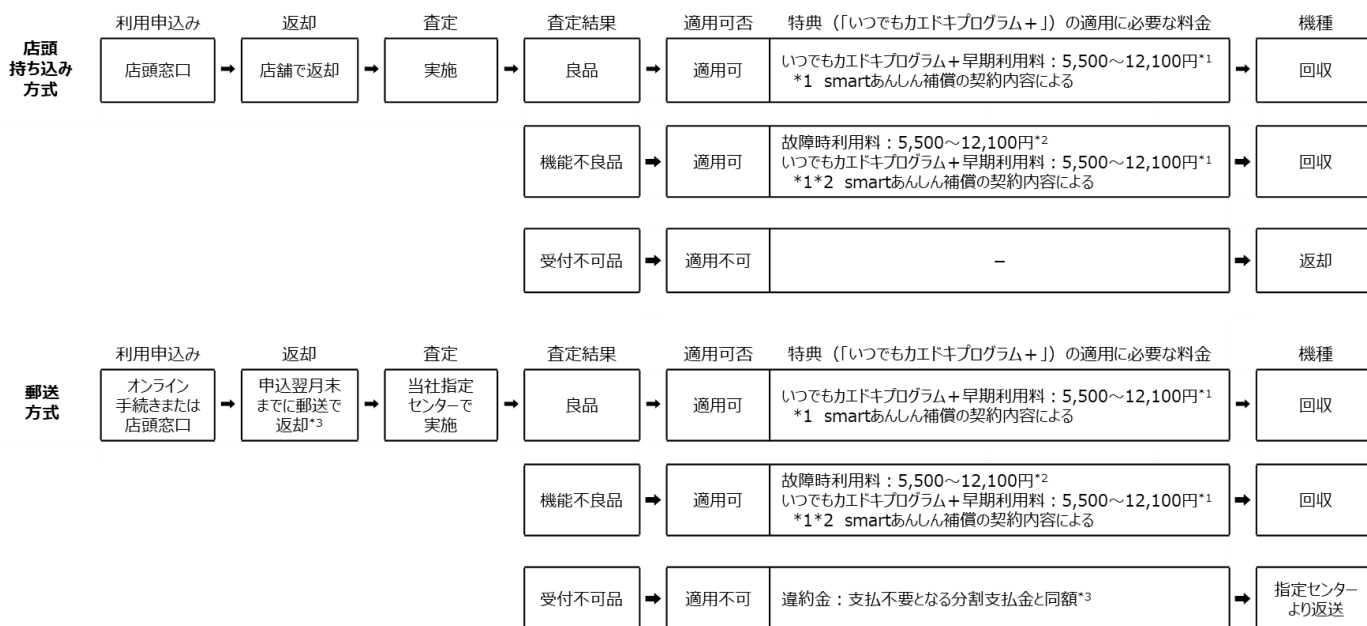 利用申込み 返却 査定 査定結果 適用可否 特典（「いつでもカエドキプログラム＋」）の適用に必要な料金 機種
店頭
持ち込み
方式
店頭窓口 ➡ 店舗で返却 ➡ 実施 ➡ 良品 ➡ 適用可
いつでもカエドキプログラム＋早期利用料：5,500～12,100円*1
*1 smartあんしん補償の契約内容による
➡ 回収
機能不良品 ➡ 適用可
故障時利用料：5,500～12,100円*2
いつでもカエドキプログラム＋早期利用料：5,500～12,100円*1
*1*2 smartあんしん補償の契約内容による
➡ 回収
受付不可品 ➡ 適用不可 － ➡ 返却
利用申込み 返却 査定 査定結果 適用可否 特典（「いつでもカエドキプログラム＋」）の適用に必要な料金 機種
郵送
方式
オンライン
手続きまたは
店頭窓口
➡
申込翌月末
までに郵送で
返却*3
➡
当社指定
センターで
実施
➡ 良品 ➡ 適用可
いつでもカエドキプログラム＋早期利用料：5,500～12,100円*1
*1 smartあんしん補償の契約内容による
➡ 回収
機能不良品 ➡ 適用可
故障時利用料：5,500～12,100円*2
いつでもカエドキプログラム＋早期利用料：5,500～12,100円*1
*1*2 smartあんしん補償の契約内容による
➡ 回収
受付不可品 ➡ 適用不可 違約金：支払不要となる分割支払金と同額*3 ➡
指定センター
より返送